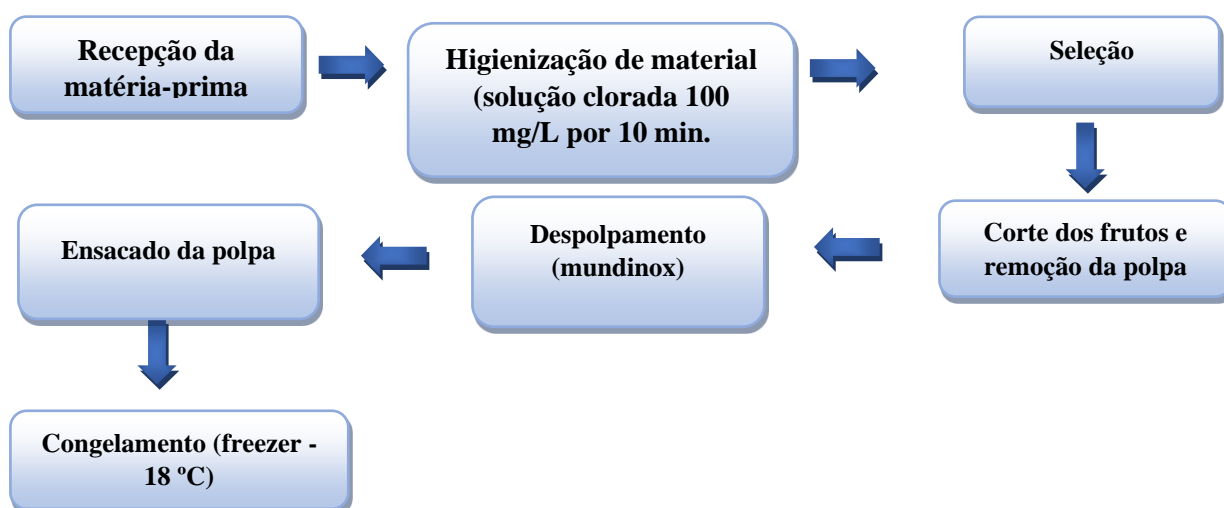 Recepção da
matéria-prima
Higienização de material
(solução clorada 100
mg/L por 10 min.
Seleção
Corte dos frutos e
remoção da polpa
Despolpamento
(mundinox)
Ensacado da polpa
Congelamento (freezer -
18 ºC)